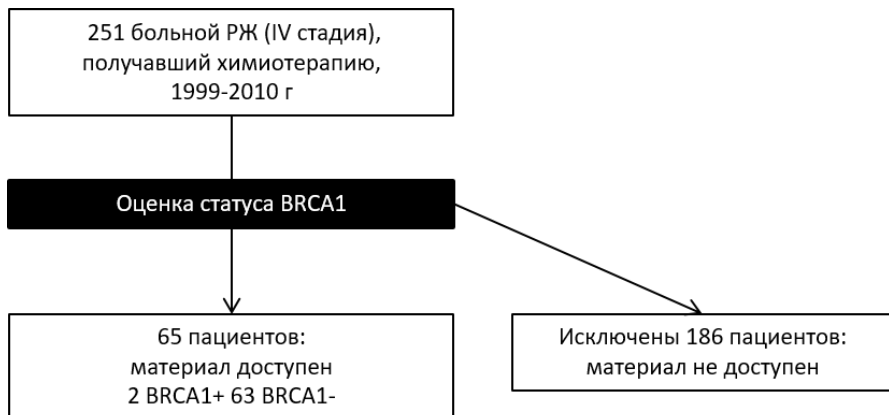 251 больной РЖ (IV стадия),
получавший химиотерапию,
1999-2010 г
Оценка статуса BRCA1
65 пациентов:
материал доступен
2 BRCA1+ 63 BRCA1-
Исключены 186 пациентов:
материал не доступен